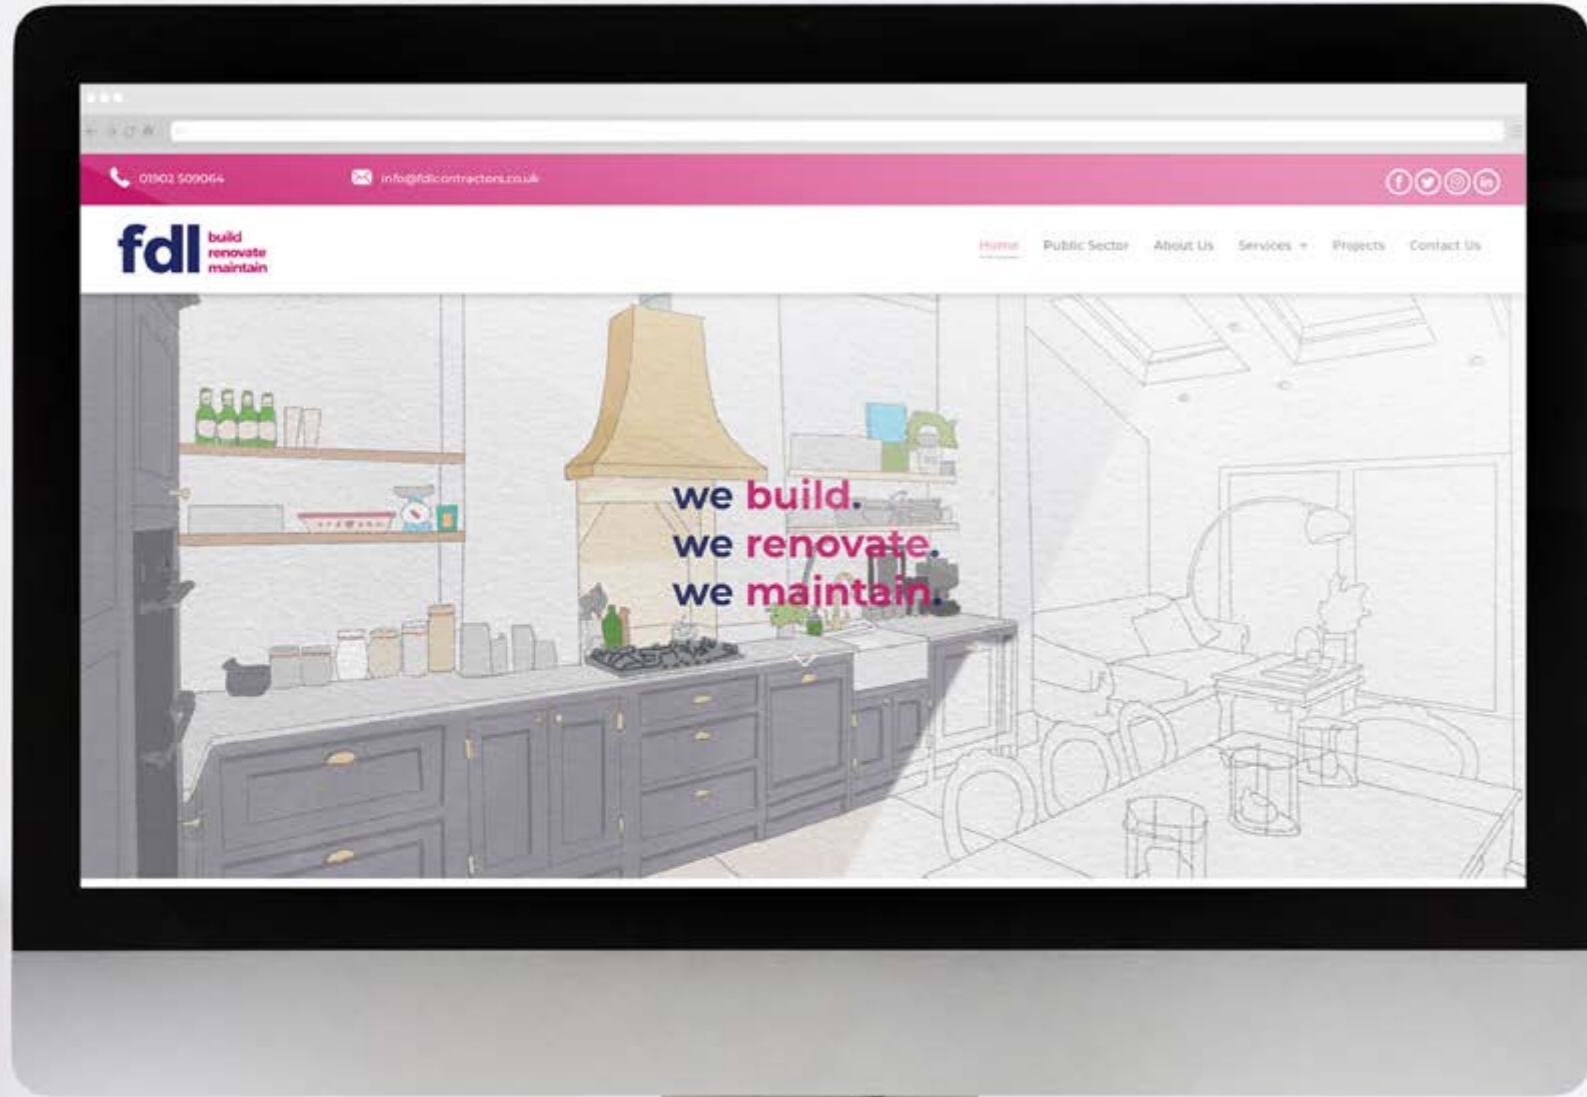 01902 509064
info@fdlcontractors.co.uk
fdl
build
renovate
maintain
Home Public Sector About Us Services Projects Contact Us
we build.
we renovate.
we maintain.